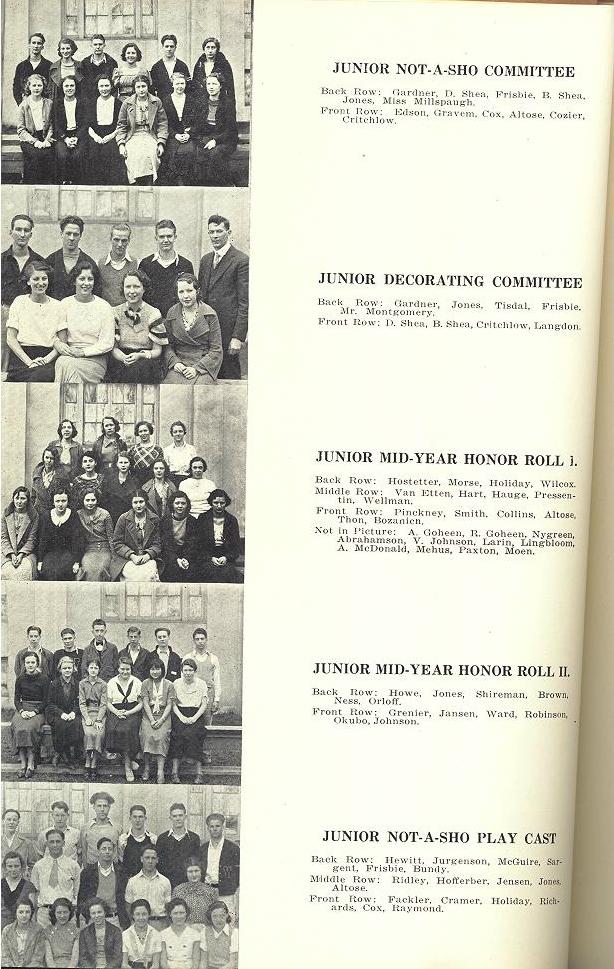 JUNIOR NOT-A-SHO COMMITTEE
Back Row: Gardner, D. Shea, Frisbie, B. Shea,
Jones, Miss Millspaugh.
Front Row: Edson, Gravem, Cox, Altose, Cozier,
Critchlow.
JUNIOR DECORATING COMMITTEE
Back Row: Gardner, Jones, Tisdal, Frisbie,
Mr. Montgomery.
Front Row: D. Shea, B. Shea, Critchlow, Langdon.
JUNIOR MID-YEAR HONOR ROLL I.
Back Row: Hostetter, Morse, Holiday, Wilcox.
Middle Row: Van Etten, Hart, Hauge, Pressen-
tin, Wellman.
Front Row: Pinckney, Smith, Collins, Altose,
Thon, Bozanich.
Not in Picture: A. Goheen, R. Goheen, Nygreen,
Abrahamson, V. Johnson, Larin, Lingbloom,
A. McDonald, Mehus, Paxton, Moen.
JUNIOR MID-YEAR HONOR ROLL II.
Back Row: Howe, Jones, Shireman, Brown,
Ness, Orloff.
Front Row: Grenier, Jansen, Ward, Robinson,
Okubo, Johnson.
JUNIOR NOT-A-SHO PLAY CAST
Back Row: Hewitt, Jurgenson, McGuire, Sar-
gent, Frisbie, Bundy.
Middle Row: Ridley, Hofferber, Jensen, Jones,
Altose.
Front Row: Fackler, Cramer, Holiday, Rich-
ards, Cox, Raymond.